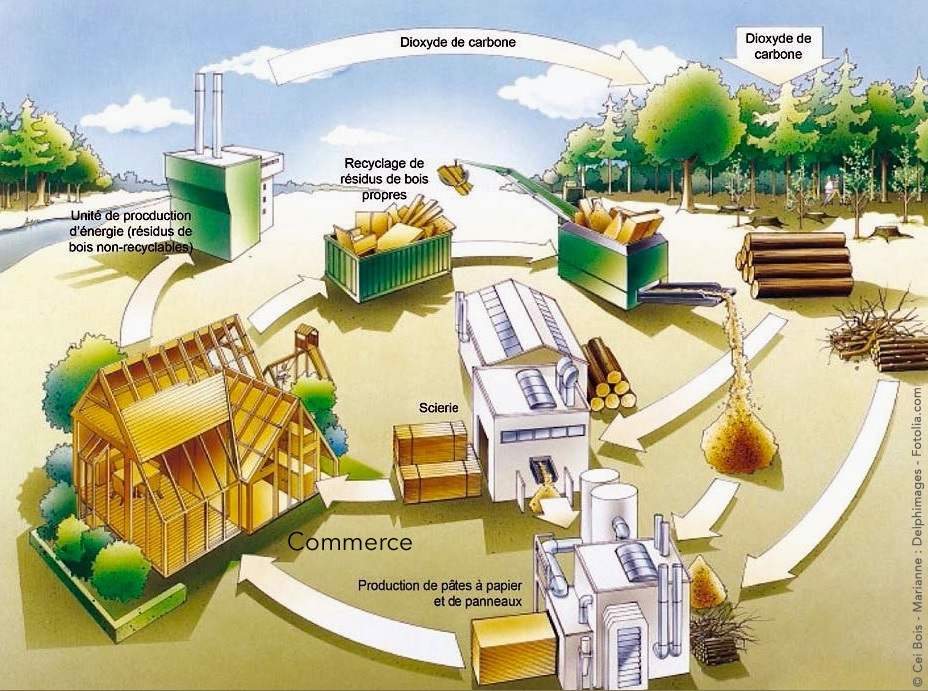 Dioxyde de carbone
Dioxyde de
carbone
Recyclage de
résidus de bois
propres
Unité de procduction
d'énergie (résidus de
bois non-recyclables)
Scierie
Commerce
Production de pâtes à papier
et de panneaux
© Cei Bois - Marianne : Delphimages - Fotolia.com